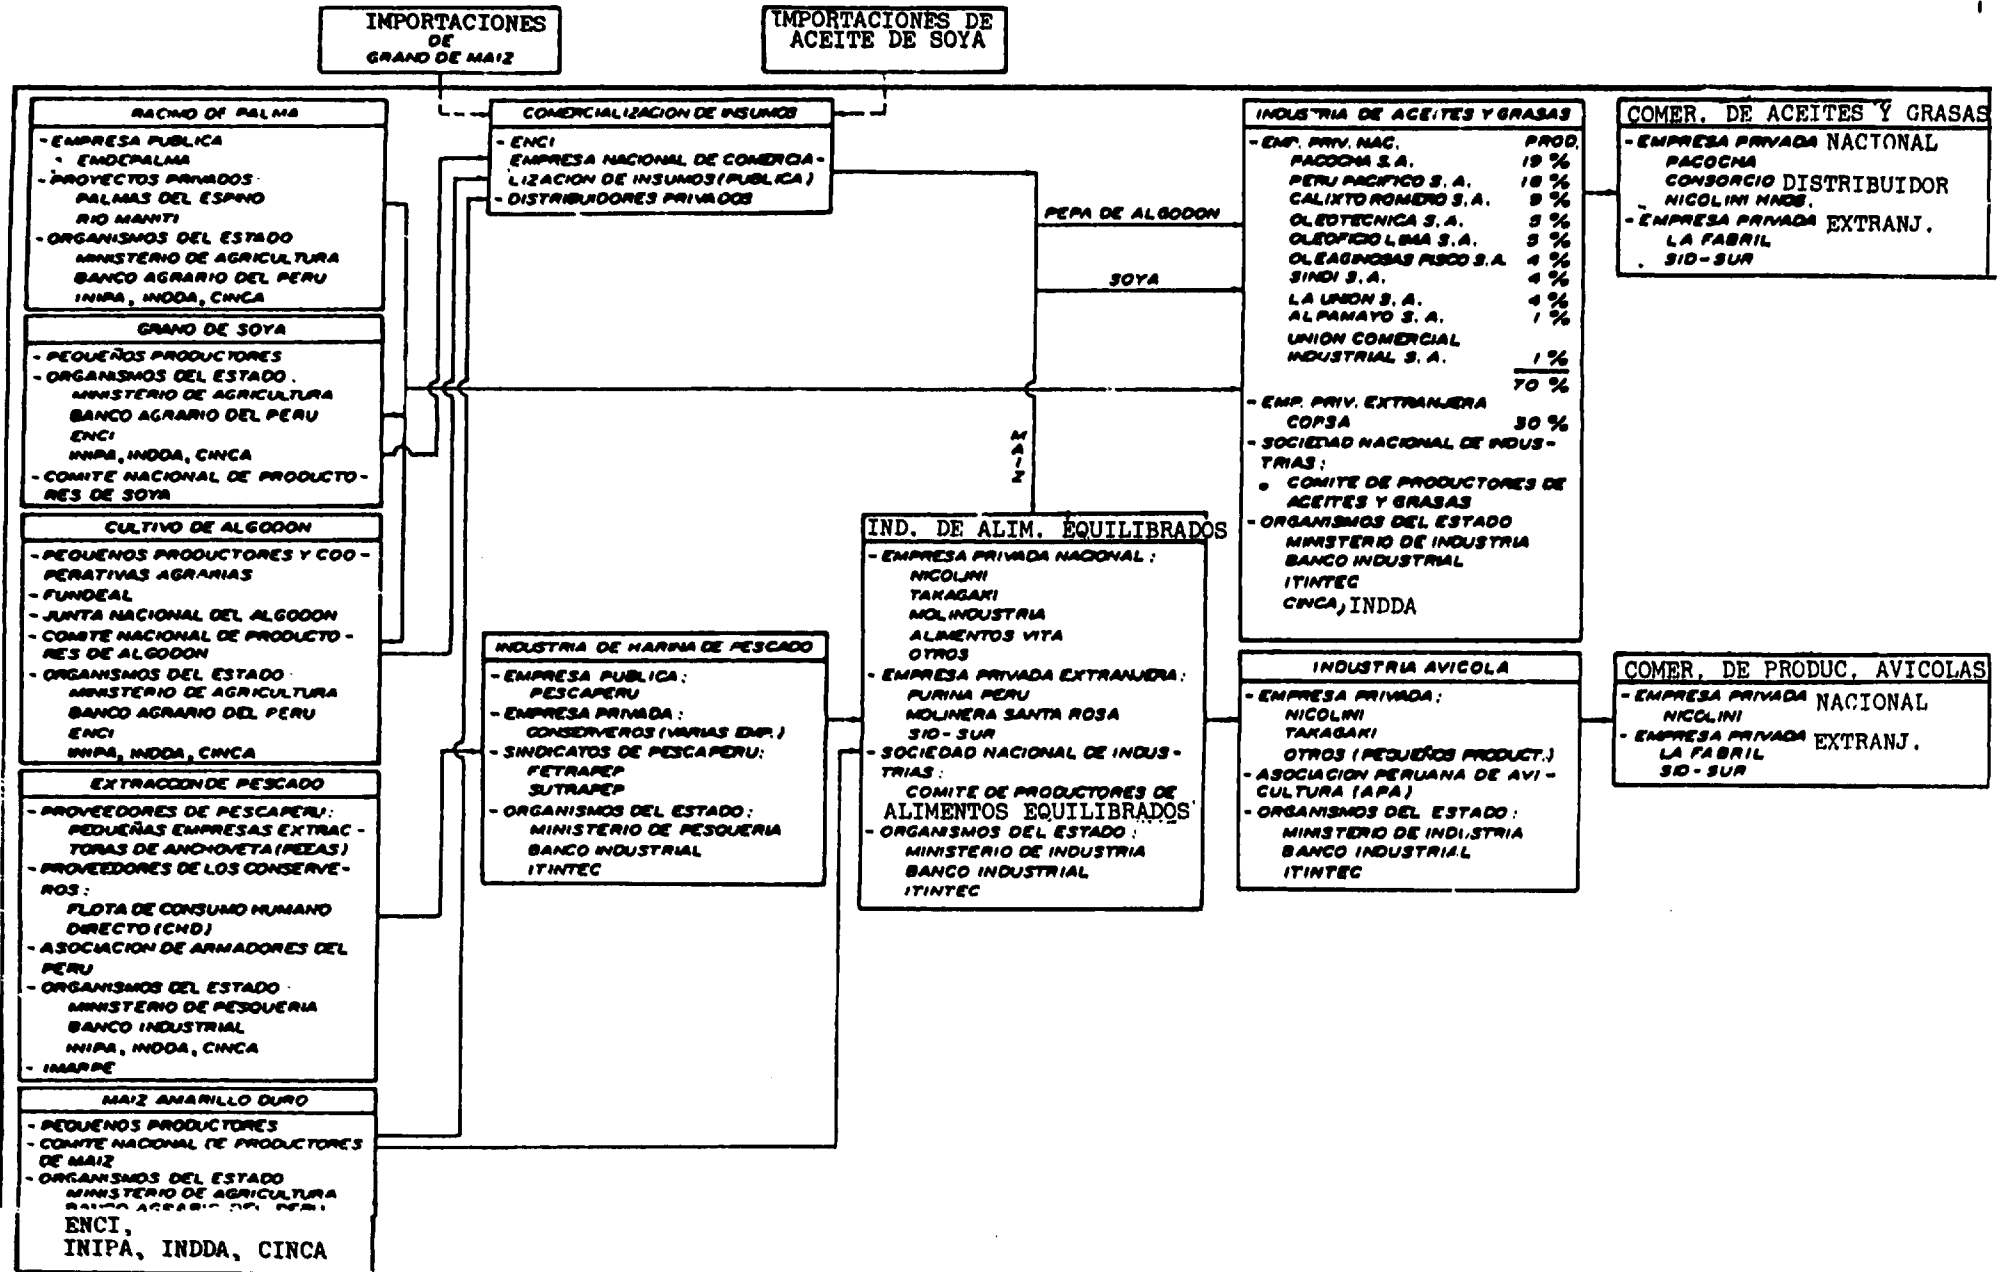 IMPORTACIONES
DE
GRANO DE MAIZ
IMPORTACIONES DE
ACEITE DE SOYA
RACIMO DE PALMA
- EMPRESA PUBLICA
- EMDEPALMA
- PROYECTOS PRIVADOS
PALMAS DEL ESPINO
RIO MANITI
- ORGANISMOS DEL ESTADO
MINISTERIO DE AGRICULTURA
BANCO AGRARIO DEL PERU
INIPA, INDDA, CINCA
GRANO DE SOYA
- PEQUEÑOS PRODUCTORES
- ORGANISMOS DEL ESTADO.
MINISTERIO DE AGRICULTURA
BANCO AGRARIO DEL PERU
ENCI
INIPA, INDDA, CINCA
- COMITE NACIONAL DE PRODUCTO-
RES DE SOYA
CULTIVO DE ALGODON
- PEQUENOS PRODUCTORES Y COO-
PERATIVAS AGRARIAS
- FUNDEAL
- JUNTA NACIONAL DEL ALGODON
- COMITE NACIONAL DE PRODUCTO-
RES DE ALGODON
- ORGANISMOS DEL ESTADO
MINISTERIO DE AGRICULTURA
BANCO AGRARIO DEL PERU
ENCI
INIPA, INDDA, CINCA
EXTRACCION DE PESCADO
- PROVEEDORES DE PESCAPERU:
PEQUEÑAS EMPRESAS EXTRAC-
TORAS DE ANCHOVETA (PEEAS)
- PROVEEDORES DE LOS CONSERVE-
ROS:
FLOTA DE CONSUMO HUMANO
DIRECTO (CHD)
- ASOCIACION DE ARMADORES DEL
PERU
- ORGANISMOS DEL ESTADO
MINISTERIO DE PESQUERIA
BANCO INDUSTRIAL
INIPA, INDDA, CINCA
- IMARPE
MAIZ AMARILLO DURO
- PEQUENOS PRODUCTORES
- COMITE NACIONAL DE PRODUCTORES
DE MAIZ
- ORGANISMOS DEL ESTADO
MINISTERIO DE AGRICULTURA
BANCO AGRARIO DEL PERU
ENCI,
INIPA, INDDA, CINCA
COMERCIALIZACION DE INSUMOS
- ENCI
EMPRESA NACIONAL DE COMERCIA-
LIZACION DE INSUMOS (PUBLICA)
- DISTRIBUIDORES PRIVADOS
PEPA DE ALGODON
SOYA
MAIZ
INDUSTRIA DE HARINA DE PESCADO
- EMPRESA PUBLICA:
PESCAPERU
- EMPRESA PRIVADA:
CONSERVEROS (VARIAS EMP.)
- SINDICATOS DE PESCAPERU:
FETRAPEP
SUTRAPEP
- ORGANISMOS DEL ESTADO:
MINISTERIO DE PESQUERIA
BANCO INDUSTRIAL
ITINTEC
IND. DE ALIM. EQUILIBRADOS
- EMPRESA PRIVADA NACIONAL:
NICOLINI
TAKAGAKI
MOLINDUSTRIA
ALIMENTOS VITA
OTROS
- EMPRESA PRIVADA EXTRANJERA:
PURINA PERU
MOLINERA SANTA ROSA
SID-SUR
- SOCIEDAD NACIONAL DE INDUS-
TRIAS:
COMITE DE PRODUCTORES DE
ALIMENTOS EQUILIBRADOS
- ORGANISMOS DEL ESTADO:
MINISTERIO DE INDUSTRIA
BANCO INDUSTRIAL
ITINTEC
INDUSTRIA DE ACEITES Y GRASAS
- EMP. PRIV. NAC. PROD.
PACOCHA S.A. 19 %
PERU PACIFICO S.A. 18 %
CALIXTO ROMERO S.A. 9 %
OLEOTECNICA S.A. 5 %
OLEOFICIO LIMA S.A. 5 %
OLEAGINOSAS PISCO S.A. 4 %
SINDI S.A. 4 %
LA UNION S.A. 4 %
ALPAMAYO S.A. 1 %
UNION COMERCIAL
INDUSTRIAL S.A. 1 %
70 %
- EMP. PRIV. EXTRANJERA
COPSA 30 %
- SOCIEDAD NACIONAL DE INDUS-
TRIAS:
COMITE DE PRODUCTORES DE
ACEITES Y GRASAS
- ORGANISMOS DEL ESTADO
MINISTERIO DE INDUSTRIA
BANCO INDUSTRIAL
ITINTEC
CINCA, INDDA
INDUSTRIA AVICOLA
- EMPRESA PRIVADA:
NICOLINI
TAKAGAKI
OTROS (PEQUEÑOS PRODUCT.)
- ASOCIACION PERUANA DE AVI-
CULTURA (APA)
- ORGANISMOS DEL ESTADO:
MINISTERIO DE INDUSTRIA
BANCO INDUSTRIAL
ITINTEC
COMER. DE ACEITES Y GRASAS
- EMPRESA PRIVADA NACIONAL
PACOCHA
CONSORCIO DISTRIBUIDOR
NICOLINI HNOS.
- EMPRESA PRIVADA EXTRANJ.
LA FABRIL
SID-SUR
COMER. DE PRODUC. AVICOLAS
- EMPRESA PRIVADA NACIONAL
NICOLINI
- EMPRESA PRIVADA EXTRANJ.
LA FABRIL
SID-SUR